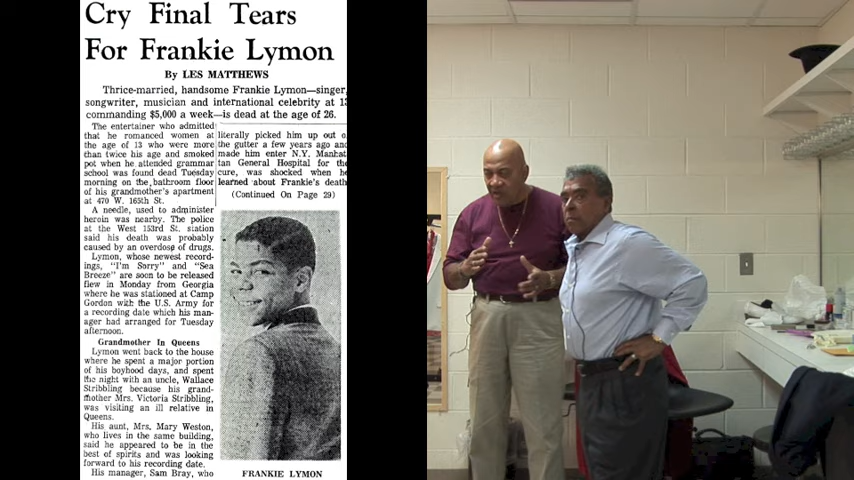 Cry Final Tears
For Frankie Lymon
By LES MATTHEWS
Thrice-married, handsome Frankie Lymon—singer,
songwriter, musician and international celebrity at 13
commanding $5,000 a week—is dead at the age of 26.
The entertainer who admitted
that he romanced women at
the age of 13 who were more
than twice his age and smoked
pot when he attended grammar
school was found dead Tuesday
morning on the bathroom floor
of his grandmother's apartment
at 470 W. 165th St.
A needle, used to administer
heroin was nearby. The police
at the West 153rd St. station
said his death was probably
caused by an overdose of drugs.
Lymon, whose newest record-
ings, "I'm Sorry" and "Sea
Breeze" are soon to be released
flew in Monday from Georgia
where he was stationed at Camp
Gordon with the U.S. Army for
a recording date which his man-
ager had arranged for Tuesday
afternoon.
Grandmother In Queens
Lymon went back to the house
where he spent a major portion
of his boyhood days, and spent
the night with an uncle, Wallace
Stribbling because his grand-
mother Mrs. Victoria Stribbling,
was visiting an ill relative in
Queens.
His aunt, Mrs. Mary Weston,
who lives in the same building,
said he appeared to be in the
best of spirits and was looking
forward to his recording date.
His manager, Sam Bray, who
literally picked him up out o
the gutter a few years ago and
made him enter N.Y. Manhat
tan General Hospital for the
cure, was shocked when he
learned about Frankie's death
(Continued On Page 29)
FRANKIE LYMON